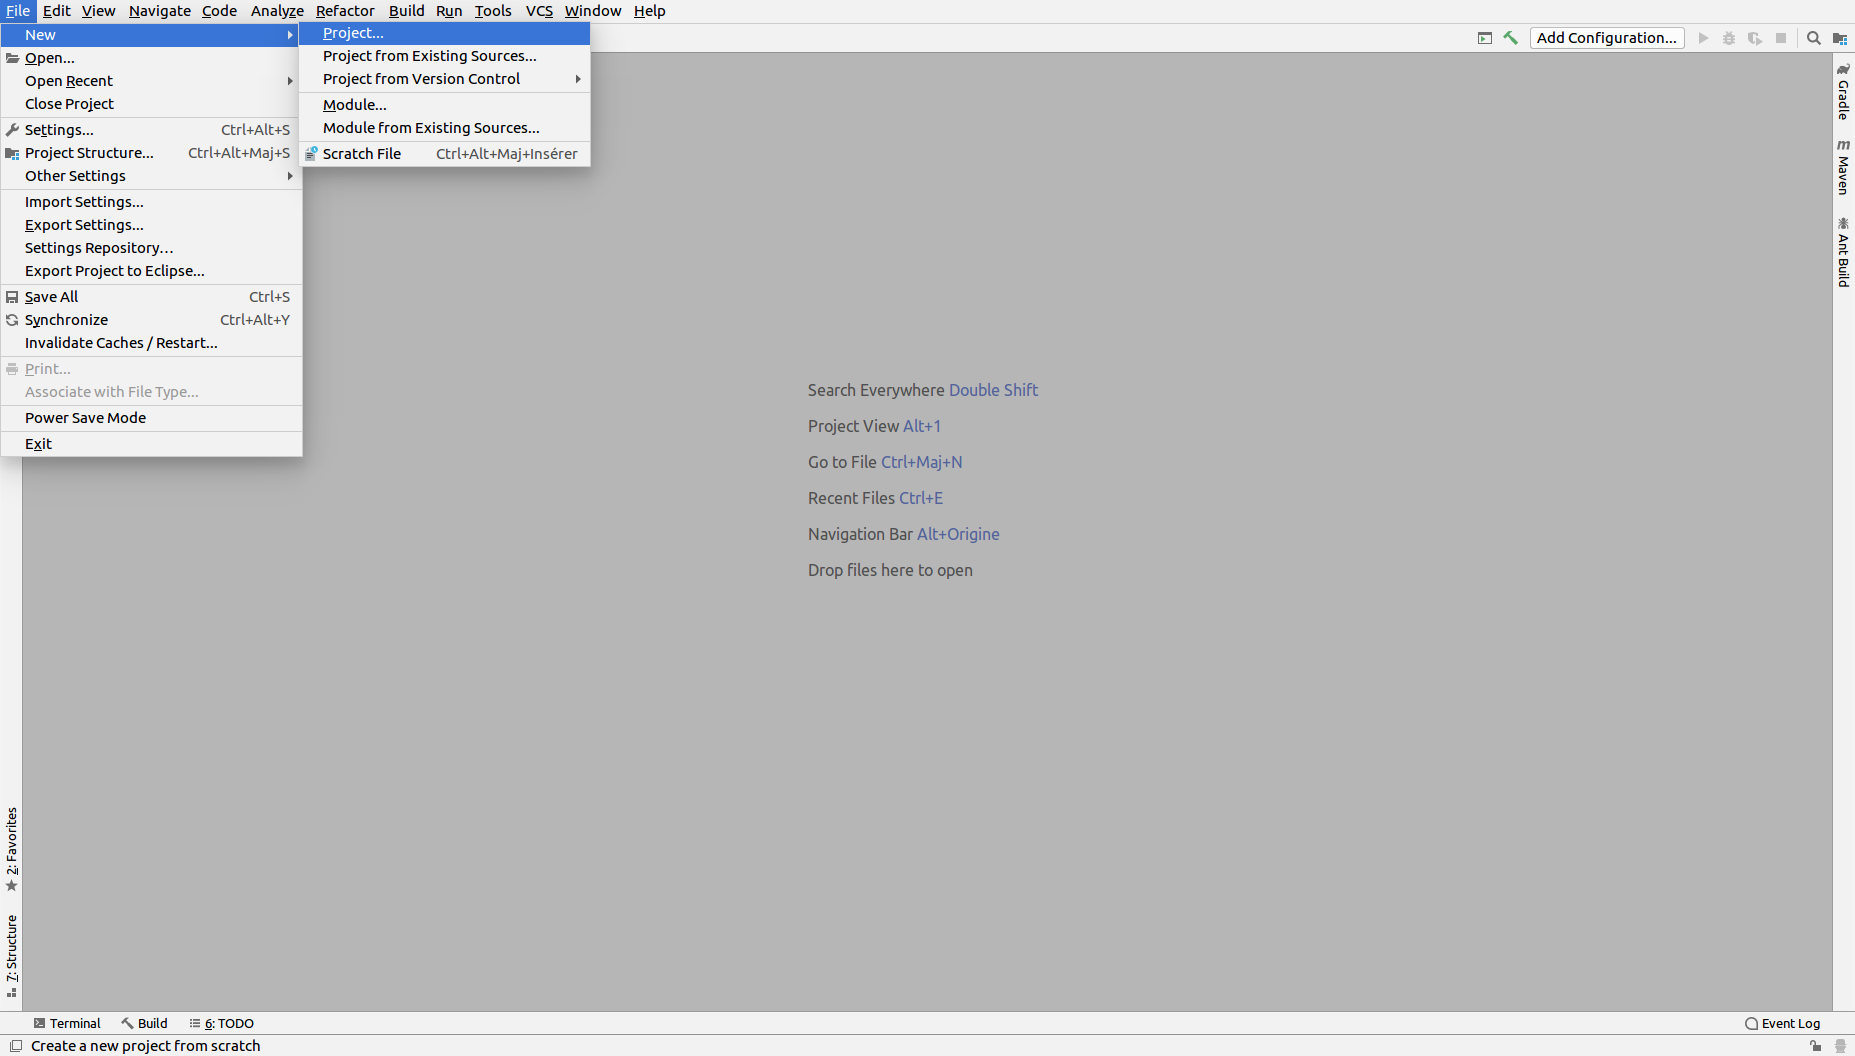 File Edit View Navigate Code Analyze Refactor Build Run Tools VCS Window Help
New
Open...
Open Recent
Close Project
Settings... Ctrl+Alt+S
Project Structure... Ctrl+Alt+Maj+S
Other Settings
Import Settings...
Export Settings...
Settings Repository...
Export Project to Eclipse...
Save All Ctrl+S
Synchronize Ctrl+Alt+Y
Invalidate Caches / Restart...
Print...
Associate with File Type...
Power Save Mode
Exit
Project...
Project from Existing Sources...
Project from Version Control
Module...
Module from Existing Sources...
Scratch File Ctrl+Alt+Maj+Insérer
Add Configuration...
Search Everywhere Double Shift
Project View Alt+1
Go to File Ctrl+Maj+N
Recent Files Ctrl+E
Navigation Bar Alt+Origine
Drop files here to open
Gradle
m
Maven
Ant Build
2: Favorites
7: Structure
Terminal Build 6: TODO Event Log
Create a new project from scratch